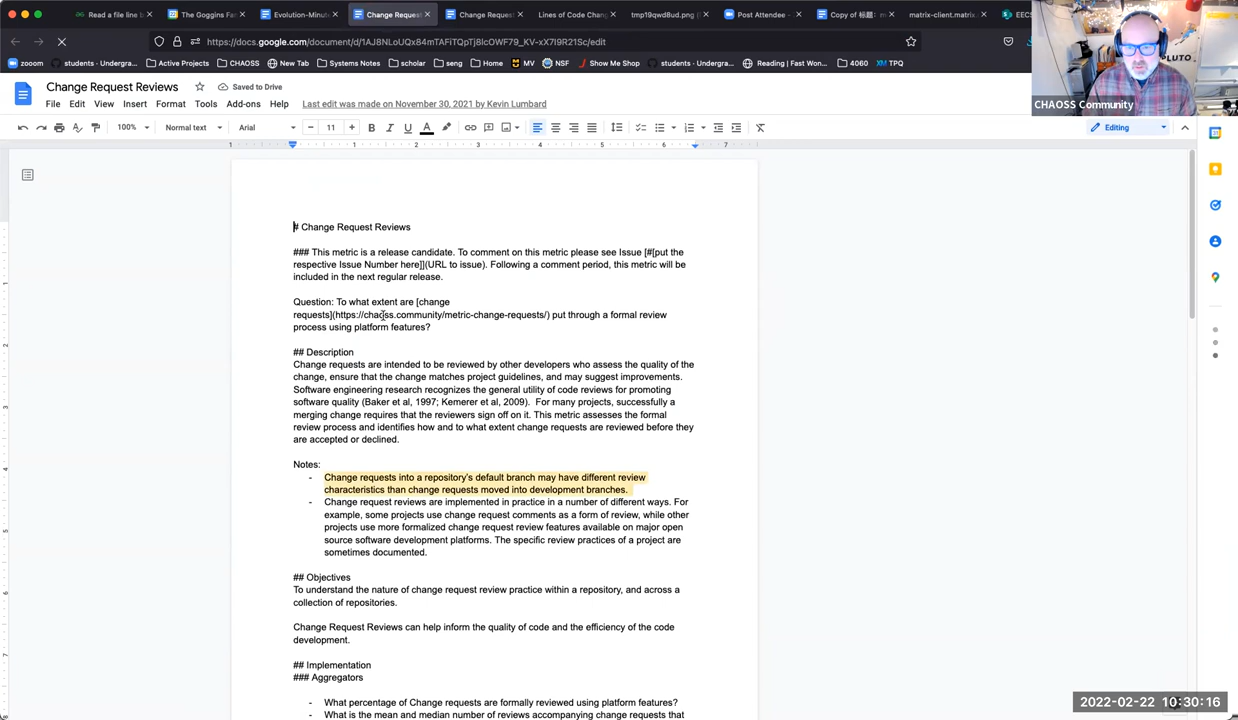 Read a file line b
The Goggins Fa
Evolution-Minute
Change Request
Change Request
Lines of Code Chan
tmp19qwd8ud.png (
Post Attendee -
Copy of 标题:
matrix-client.matrix.
EECS
https://docs.google.com/document/d/1AJ8NLoUQx84mTAFiTQpTj8lcOWF79_KV-xX7I9R21Sc/edit
zooom
students - Undergra...
Active Projects
CHAOSS
New Tab
Systems Notes
scholar
seng
Home
MV
NSF
Show Me Shop
students - Undergra...
Reading | Fast Won...
4060
TPQ
PLUTO
CHAOSS Community
Change Request Reviews
Saved to Drive
File Edit View Insert Format Tools Add-ons Help
Last edit was made on November 30, 2021 by Kevin Lumbard
100% Normal text Arial 11 B I U A
Editing
1 1 2 3 4 5 6 7
# Change Request Reviews
### This metric is a release candidate. To comment on this metric please see Issue [#[put the
respective Issue Number here]](URL to issue). Following a comment period, this metric will be
included in the next regular release.
Question: To what extent are [change
requests](https://chaoss.community/metric-change-requests/) put through a formal review
process using platform features?
## Description
Change requests are intended to be reviewed by other developers who assess the quality of the
change, ensure that the change matches project guidelines, and may suggest improvements.
Software engineering research recognizes the general utility of code reviews for promoting
software quality (Baker et al, 1997; Kemerer et al, 2009). For many projects, successfully a
merging change requires that the reviewers sign off on it. This metric assesses the formal
review process and identifies how and to what extent change requests are reviewed before they
are accepted or declined.
Notes:
- Change requests into a repository's default branch may have different review
characteristics than change requests moved into development branches.
- Change request reviews are implemented in practice in a number of different ways. For
example, some projects use change request comments as a form of review, while other
projects use more formalized change request review features available on major open
source software development platforms. The specific review practices of a project are
sometimes documented.
## Objectives
To understand the nature of change request review practice within a repository, and across a
collection of repositories.
Change Request Reviews can help inform the quality of code and the efficiency of the code
development.
## Implementation
### Aggregators
- What percentage of Change requests are formally reviewed using platform features?
- What is the mean and median number of reviews accompanying change requests that
2022-02-22 10:30:16